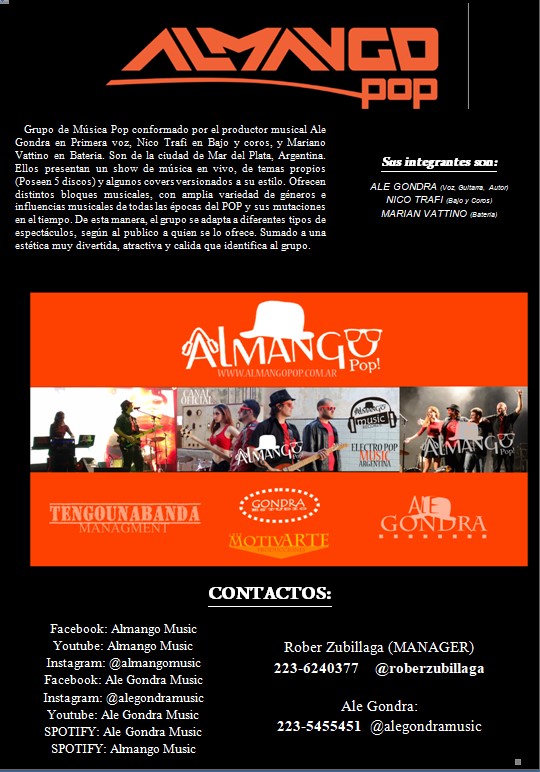 ALMANGO
pop
Grupo de Música Pop conformado por el productor musical Ale
Gondra en Primera voz, Nico Trafi en Bajo y coros, y Mariano
Vattino en Bateria. Son de la ciudad de Mar del Plata, Argentina.
Ellos presentan un show de música en vivo, de temas propios
(Poseen 5 discos) y algunos covers versionados a su estilo. Ofrecen
distintos bloques musicales, con amplia variedad de géneros e
influencias musicales de todas las épocas del POP y sus mutaciones
en el tiempo. De esta manera, el grupo se adapta a diferentes tipos de
espectáculos, según al publico a quien se lo ofrece. Sumado a una
estética muy divertida, atractiva y calida que identifica al grupo.
Sus integrantes son:
ALE GONDRA (Voz, Guitarra, Autor)
NICO TRAFI (Bajo y Coros)
MARIAN VATTINO (Bateria)
ALMANGO
Pop!
WWW.ALMANGOPOP.COM.AR
CANAL
OFICIAL
ALMANGO
Pop!
ALMANGO
music
ELECTRO POP
MUSIC
ARGENTINA
ALMANGO
Pop!
TENGOUNABANDA
MANAGMENT
GONDRA
ESTUDIO
MOTIVARTE
PRODUCCIONES
ALE
GONDRA
CONTACTOS:
Facebook: Almango Music
Youtube: Almango Music
Instagram: @almangomusic
Facebook: Ale Gondra Music
Instagram: @alegondramusic
Youtube: Ale Gondra Music
SPOTIFY: Ale Gondra Music
SPOTIFY: Almango Music
Rober Zubillaga (MANAGER)
223-6240377 @roberzubillaga
Ale Gondra:
223-5455451 @alegondramusic